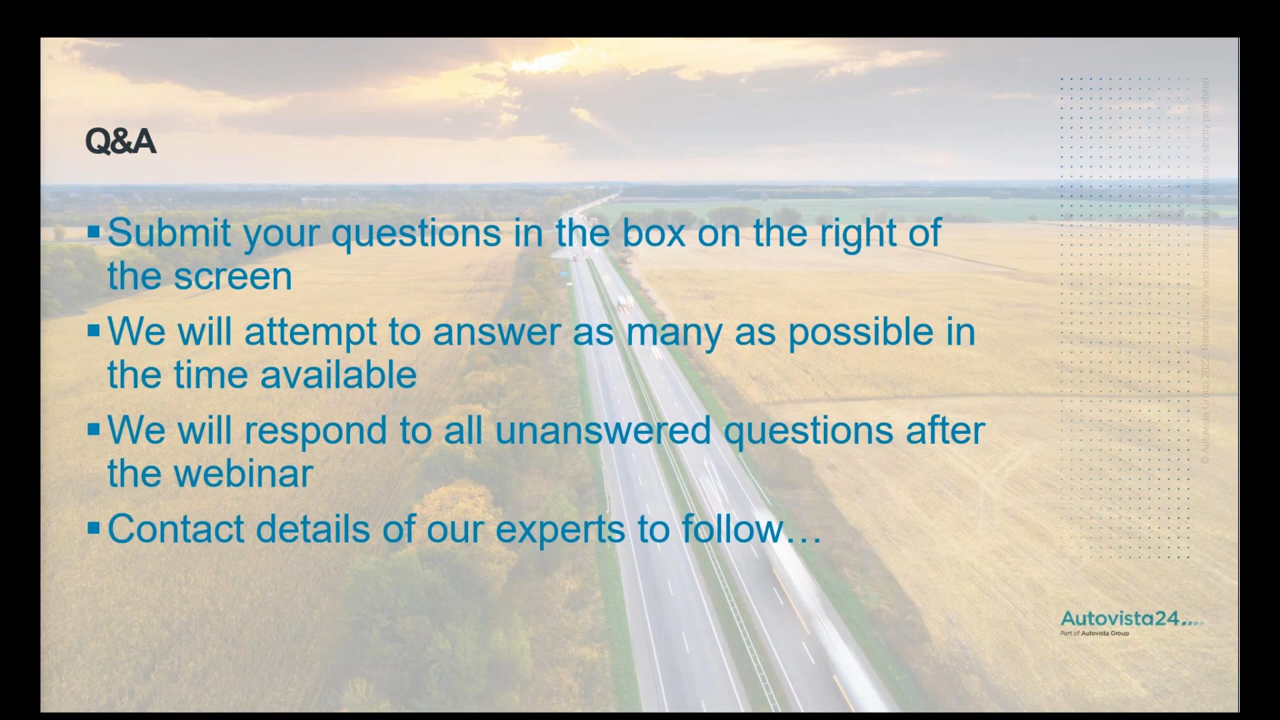 Q&A
▪Submit your questions in the box on the right of
the screen
▪We will attempt to answer as many as possible in
the time available
▪We will respond to all unanswered questions after
the webinar
▪Contact details of our experts to follow…
Autovista24
Part of Autovista Group